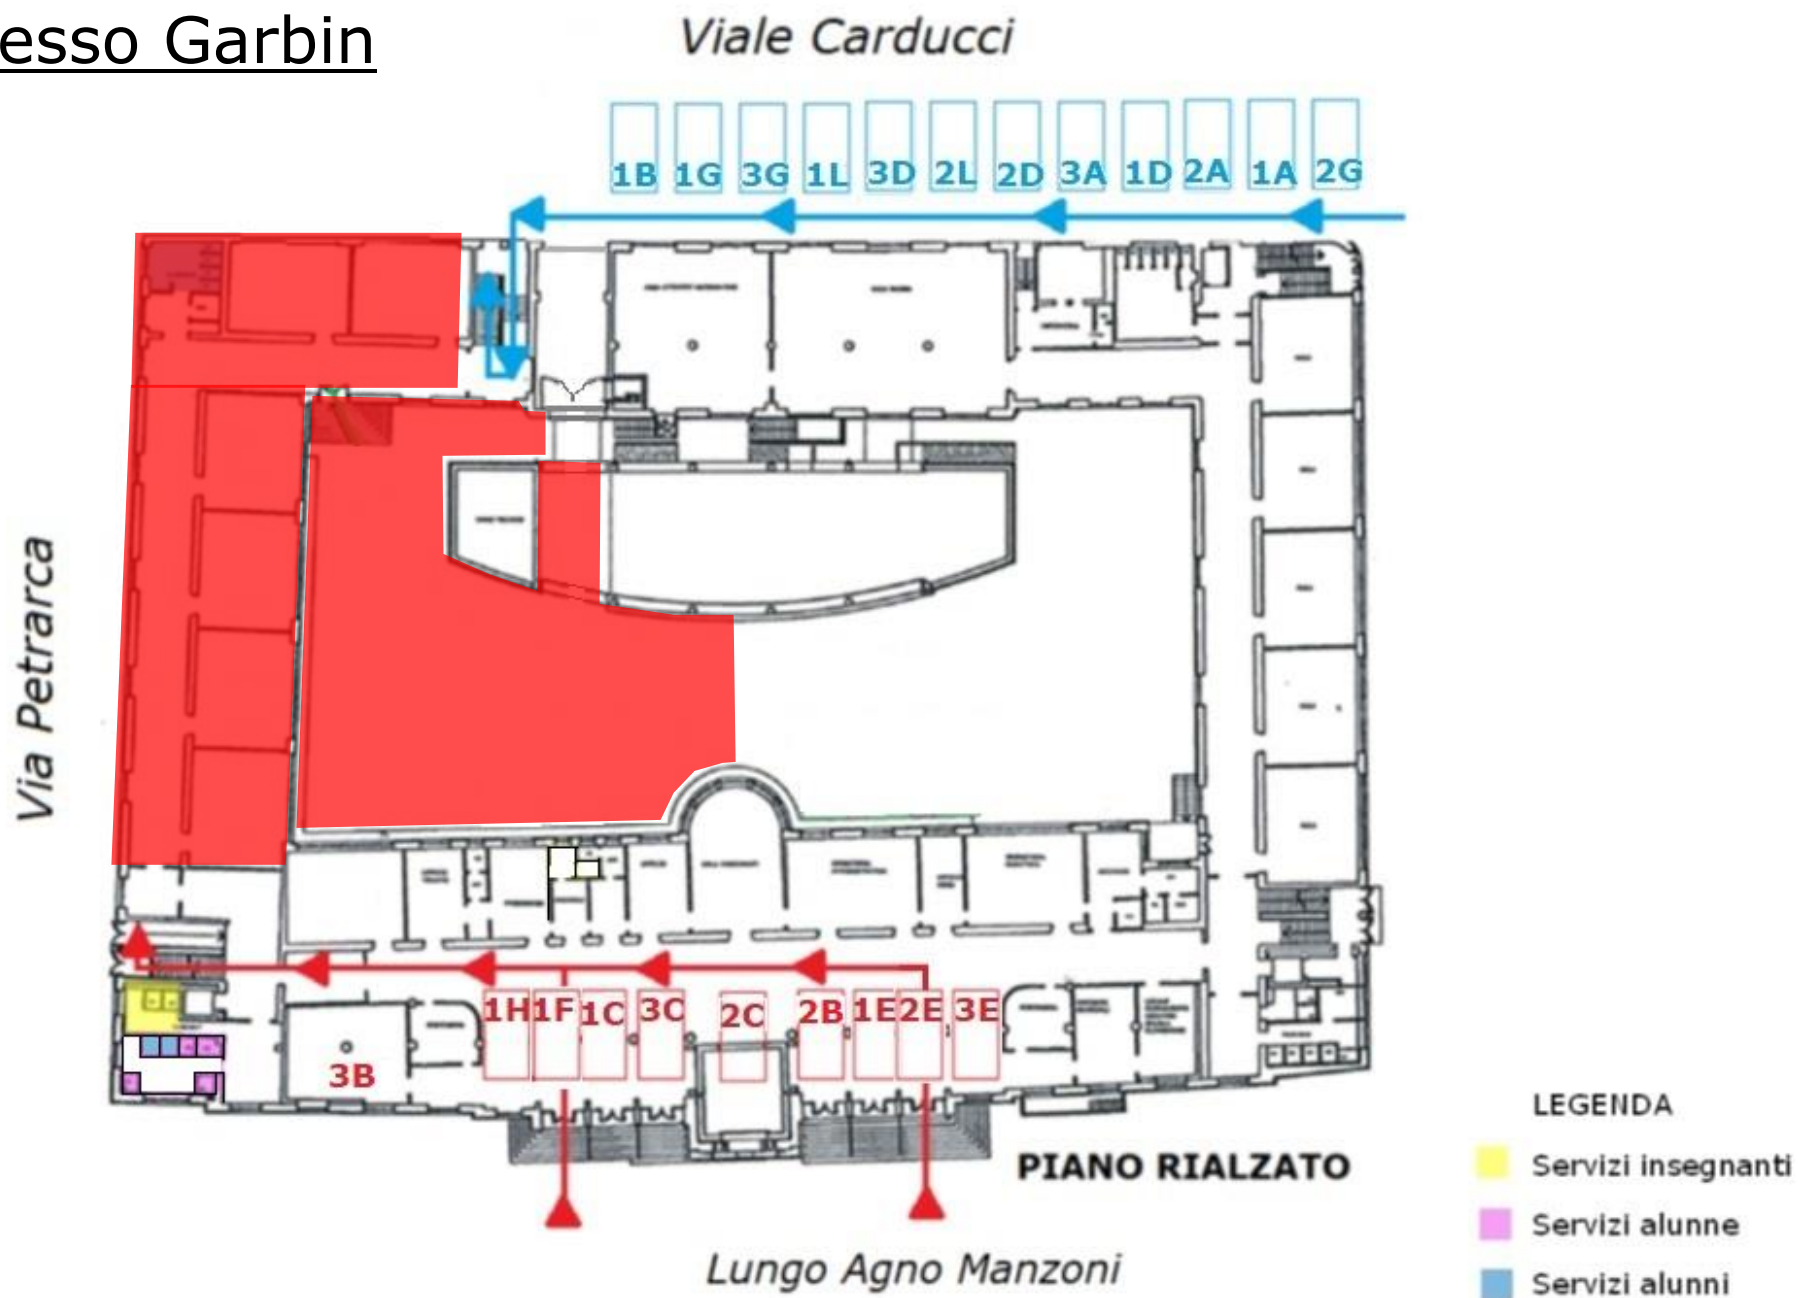 esso Garbin
Viale Carducci
1B 1G 3G 1L 3D 2L 2D 3A 1D 2A 1A 2G
Via Petrarca
1H 1F 1C 3C 2C 2B 1E 2E 3E
3B
PIANO RIALZATO
Lungo Agno Manzoni
LEGENDA
Servizi insegnanti
Servizi alunne
Servizi alunni